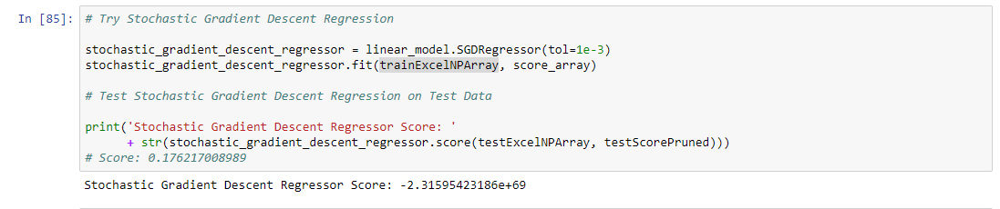 In [85]: # Try Stochastic Gradient Descent Regression
stochastic_gradient_descent_regressor = linear_model.SGDRegressor(tol=1e-3)
stochastic_gradient_descent_regressor.fit(trainExcelNPArray, score_array)
# Test Stochastic Gradient Descent Regression on Test Data
print('Stochastic Gradient Descent Regressor Score: '
+ str(stochastic_gradient_descent_regressor.score(testExcelNPArray, testScorePruned)))
# Score: 0.176217008989
Stochastic Gradient Descent Regressor Score: -2.31595423186e+69